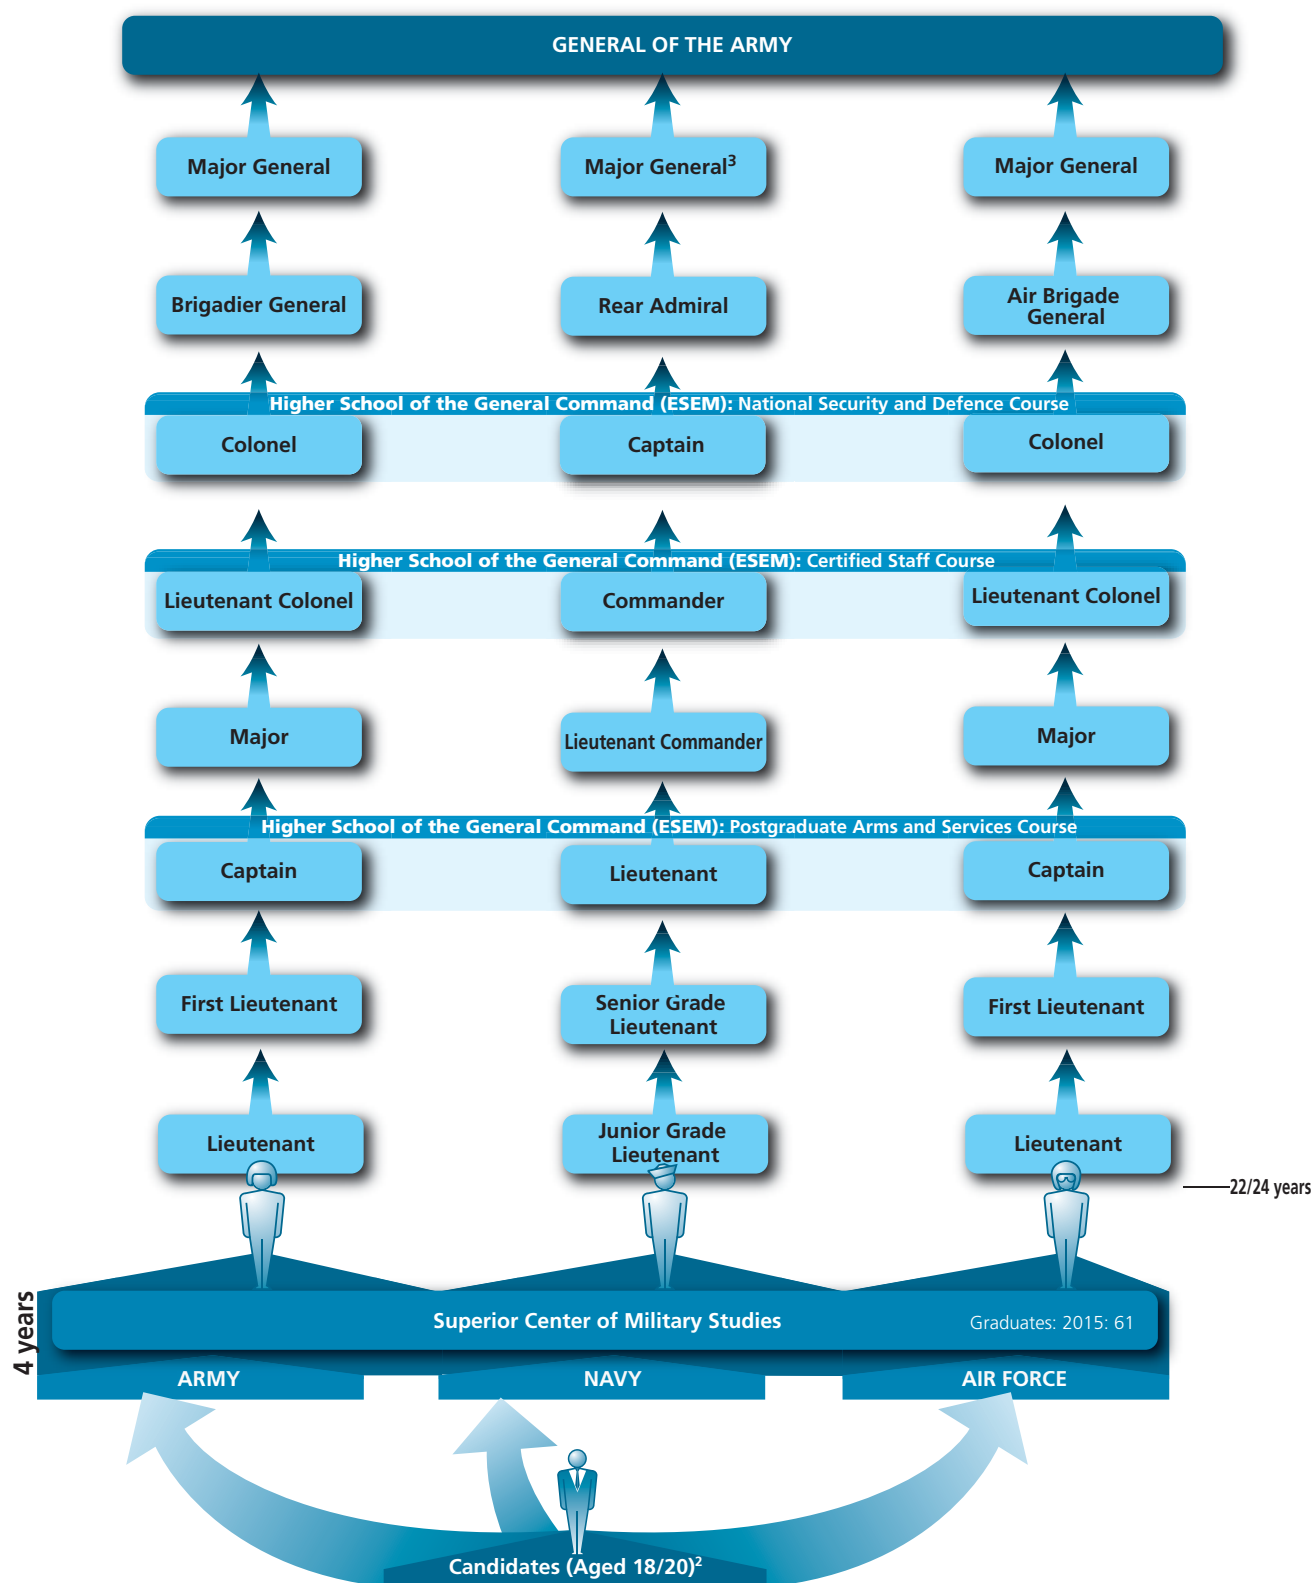 GENERAL OF THE ARMY
Major General
Major General³
Major General
Brigadier General
Rear Admiral
Air Brigade
General
Higher School of the General Command (ESEM): National Security and Defence Course
Colonel
Captain
Colonel
Higher School of the General Command (ESEM): Certified Staff Course
Lieutenant Colonel
Commander
Lieutenant Colonel
Major
Lieutenant Commander
Major
Higher School of the General Command (ESEM): Postgraduate Arms and Services Course
Captain
Lieutenant
Captain
First Lieutenant
Senior Grade
Lieutenant
First Lieutenant
Lieutenant
Junior Grade
Lieutenant
Lieutenant
22/24 years
4 years
Superior Center of Military Studies
Graduates: 2015: 61
ARMY
NAVY
AIR FORCE
Candidates (Aged 18/20)²